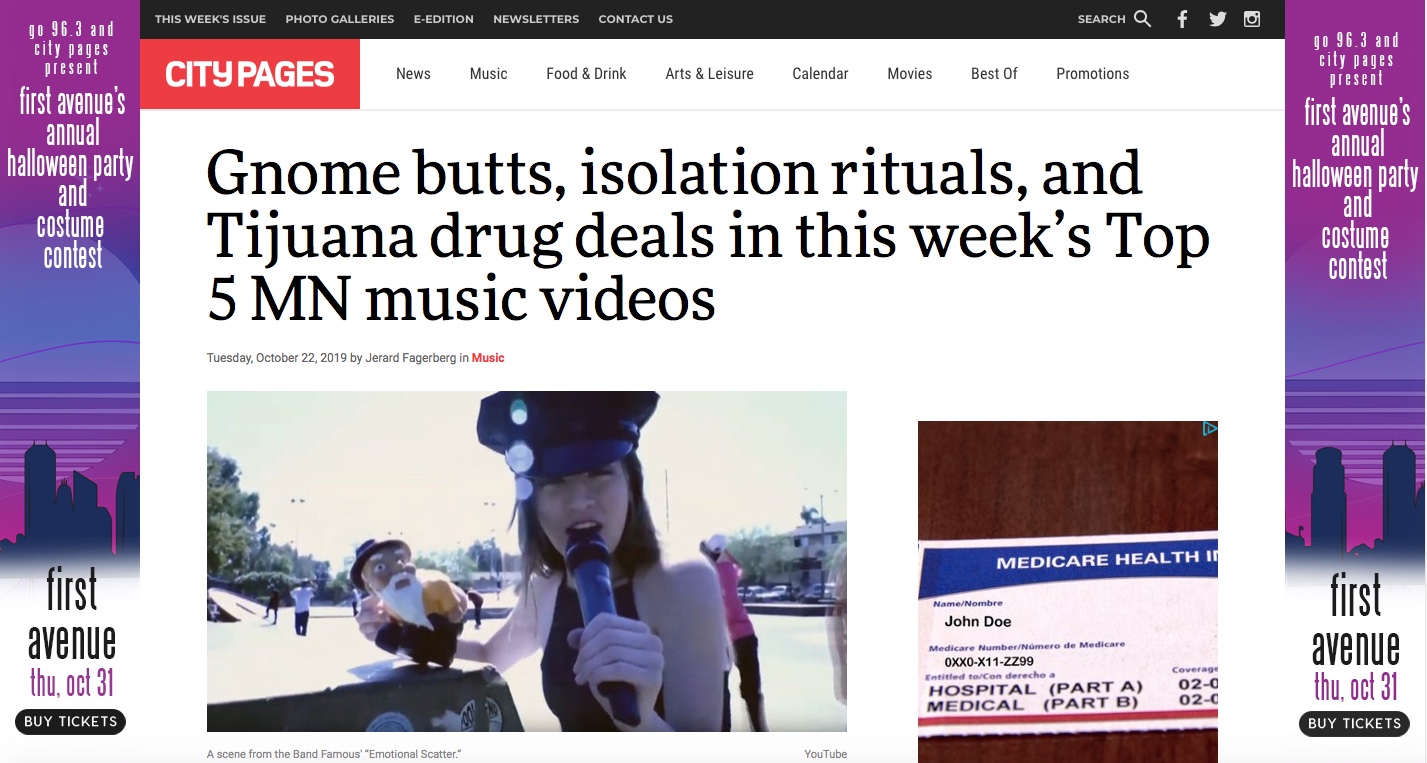 go 96.3 and
city pages
present
first avenue's
annual
halloween party
and
costume
contest
first
avenue
thu, oct 31
BUY TICKETS
THIS WEEK'S ISSUE PHOTO GALLERIES E-EDITION NEWSLETTERS CONTACT US SEARCH
CITY PAGES News Music Food & Drink Arts & Leisure Calendar Movies Best Of Promotions
Gnome butts, isolation rituals, and
Tijuana drug deals in this week’s Top
5 MN music videos
Tuesday, October 22, 2019 by Jerard Fagerberg in Music
A scene from the Band Famous' “Emotional Scatter.” YouTube
MEDICARE HEALTH I
Name/Nombre
John Doe
Medicare Number/Número de Medicare
0XX0-X11-ZZ99
Entitled to/Con derecho a Coverage
HOSPITAL (PART A) 02-0
MEDICAL (PART B) 02-0
go 96.3 and
city pages
present
first avenue's
annual
halloween party
and
costume
contest
first
avenue
thu, oct 31
BUY TICKETS